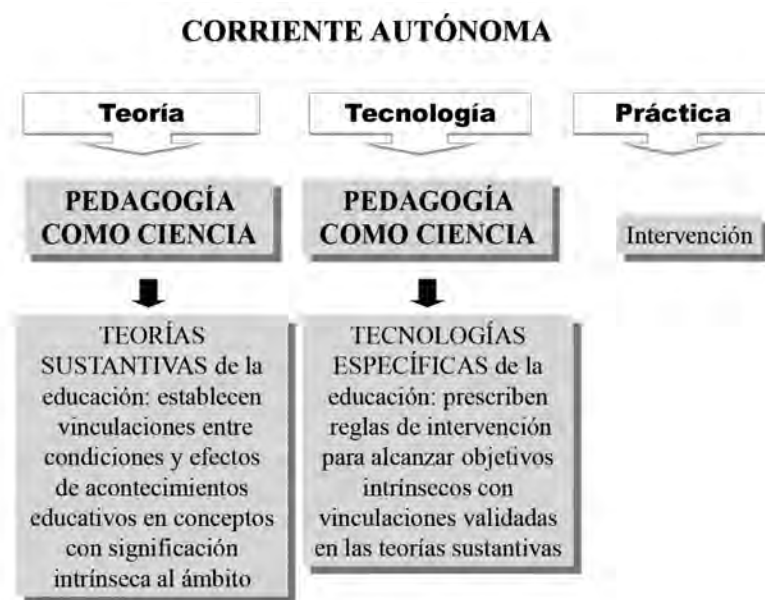 CORRIENTE AUTÓNOMA
Teoría
Tecnología
Práctica
PEDAGOGÍA
COMO CIENCIA
PEDAGOGÍA
COMO CIENCIA
Intervención
TEORÍAS
SUSTANTIVAS de la
educación: establecen
vinculaciones entre
condiciones y efectos
de acontecimientos
educativos en conceptos
con significación
intrínseca al ámbito
TECNOLOGÍAS
ESPECÍFICAS de la
educación: prescriben
reglas de intervención
para alcanzar objetivos
intrínsecos con
vinculaciones validadas
en las teorías sustantivas